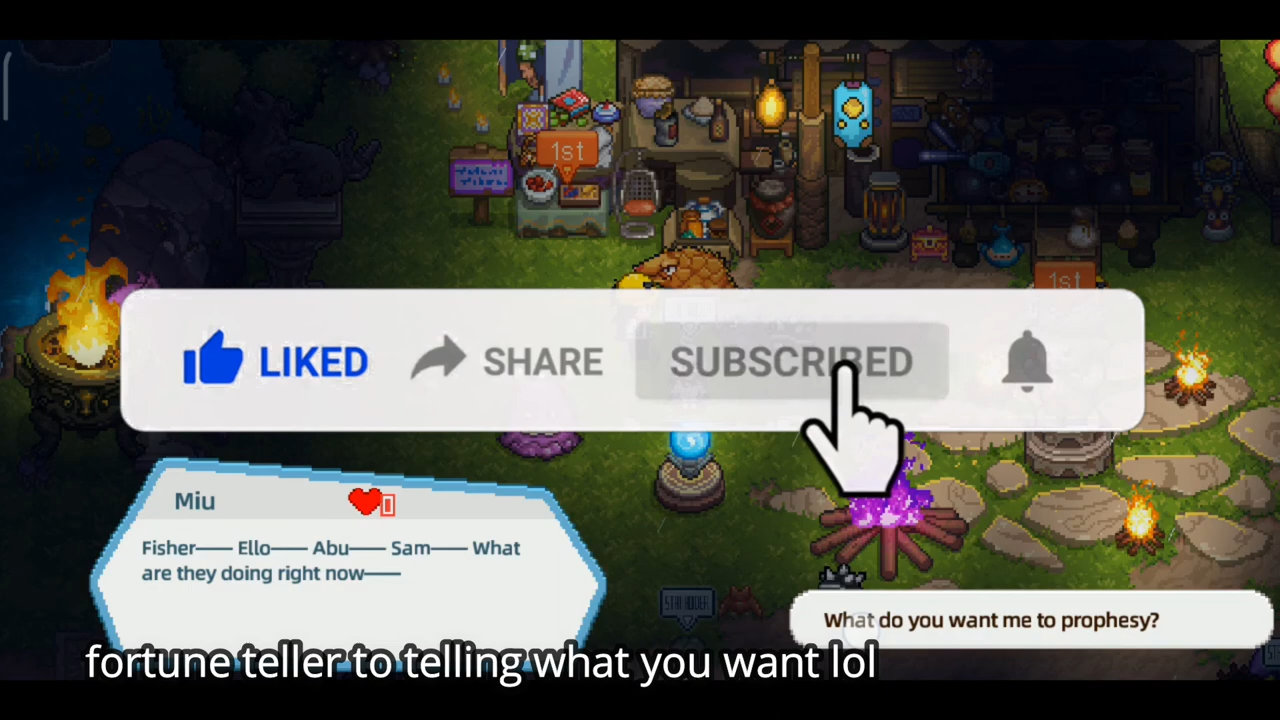 1st
1st
LIKED
SHARE
SUBSCRIBED
Miu
Fisher—— Ello—— Abu—— Sam—— What
are they doing right now——
What do you want me to prophesy?
fortune teller to telling what you want lol